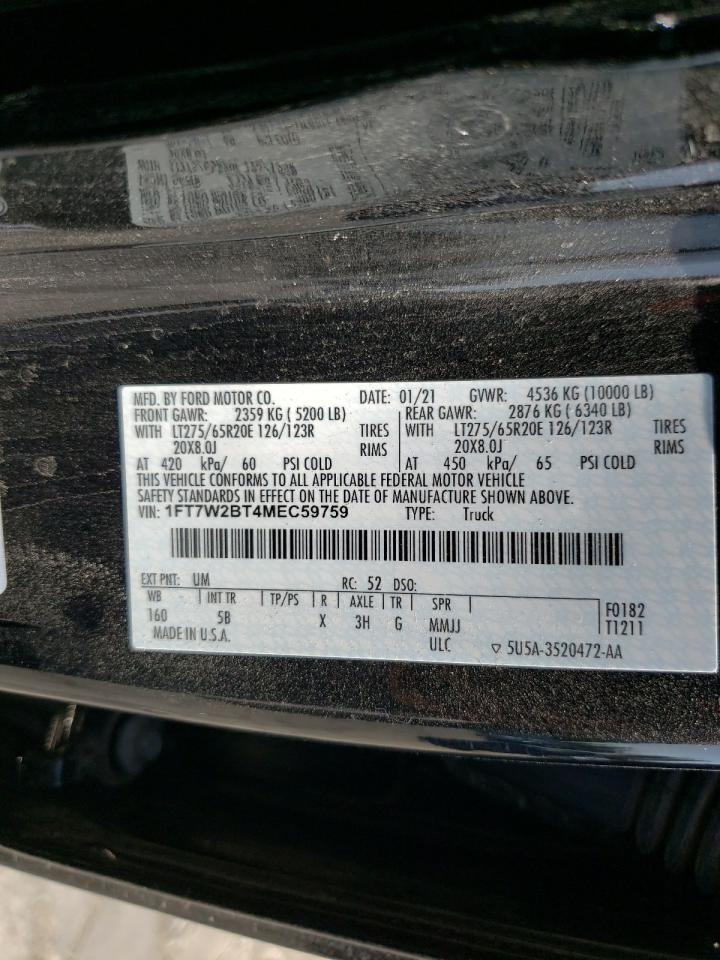 MFD. BY FORD MOTOR CO. DATE: 01/21 GVWR: 4536 KG (10000 LB)
FRONT GAWR: 2359 KG ( 5200 LB) REAR GAWR: 2876 KG ( 6340 LB)
WITH LT275/65R20E 126/123R TIRES WITH LT275/65R20E 126/123R TIRES
20X8.0J RIMS 20X8.0J RIMS
AT 420 kPa/ 60 PSI COLD AT 450 kPa/ 65 PSI COLD
THIS VEHICLE CONFORMS TO ALL APPLICABLE FEDERAL MOTOR VEHICLE
SAFETY STANDARDS IN EFFECT ON THE DATE OF MANUFACTURE SHOWN ABOVE.
VIN: 1FT7W2BT4MEC59759 TYPE: Truck
EXT PNT: UM RC: 52 DSO:
WB INT TR TP/PS R AXLE TR SPR F0182
160 5B X 3H G MMJJ T1211
MADE IN U.S.A. ULC ▽ 5U5A-3520472-AA